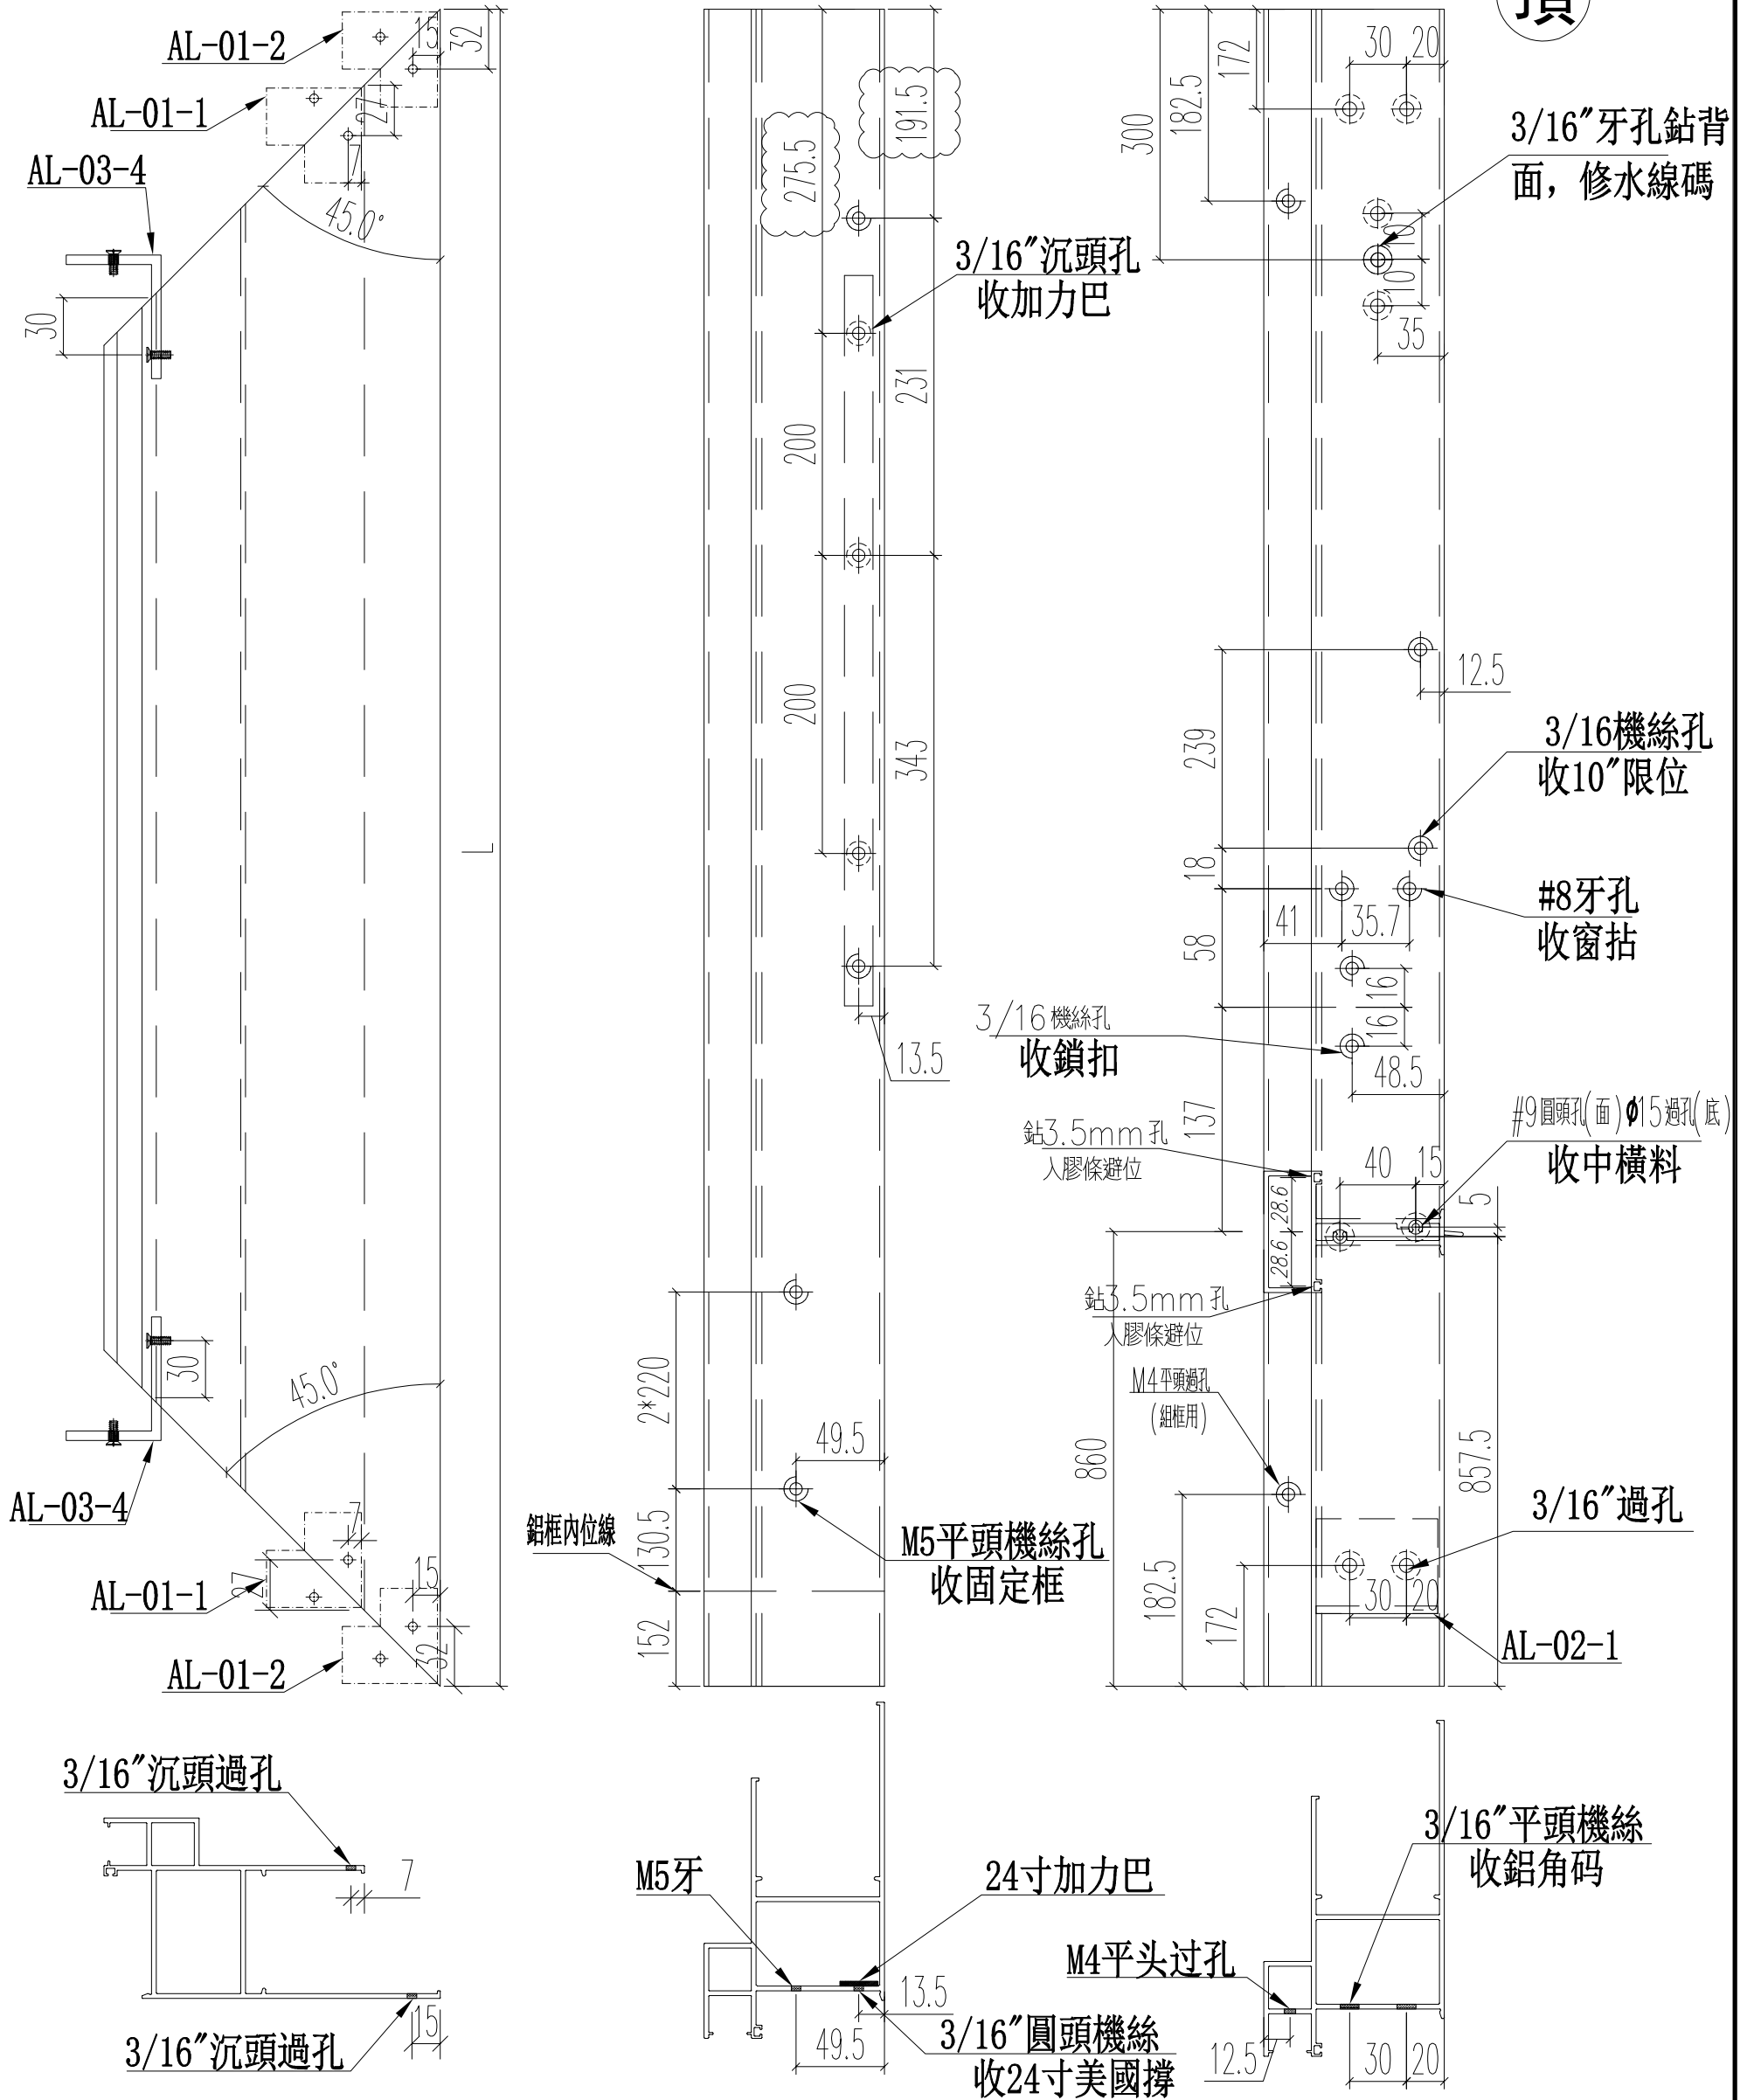 頂
AL-01-2
AL-01-1
AL-03-4
15
32
27
7
45.0°
30
L
30
45.0°
AL-03-4
7
27
15
32
AL-01-1
AL-01-2
275.5
191.5
3/16"沉頭孔
收加力巴
231
200
200
343
13.5
2*220
49.5
130.5
152
鋁框內位線
M5平頭機絲孔
收固定框
172
182.5
300
30
20
3/16"牙孔鉆背
面，修水線碼
10
10
35
12.5
239
3/16機絲孔
收10"限位
18
#8牙孔
收窗拈
41
35.7
58
16
16
3/16機絲孔
收鎖扣
48.5
137
#9圓頭孔(面)ϕ15過孔(底)
收中橫料
鉆3.5mm孔
入膠條避位
40
15
5
28.6
28.6
鉆3.5mm孔
入膠條避位
M4平頭過孔
(組框用)
860
857.5
3/16"過孔
182.5
172
30
20
AL-02-1
3/16"沉頭過孔
7
15
3/16"沉頭過孔
M5牙
24寸加力巴
13.5
49.5
3/16"圓頭機絲
收24寸美國撐
3/16"平頭機絲
收鋁角码
M4平头过孔
12.5
30
20